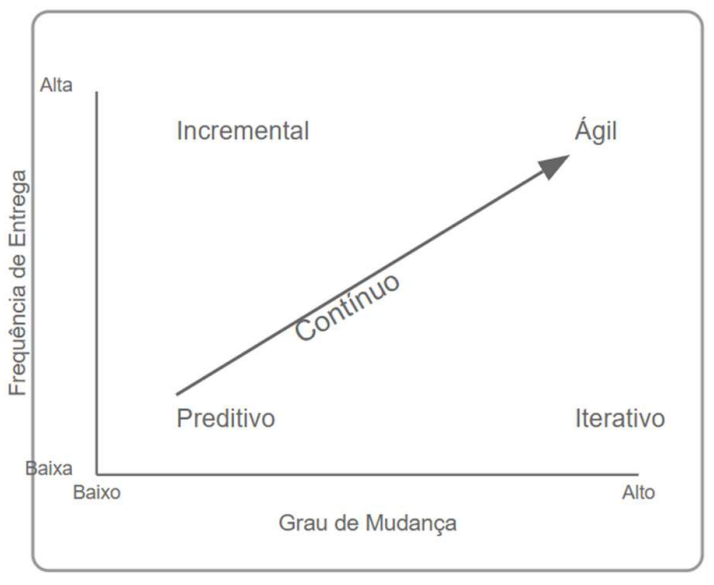 Alta
Incremental
Ágil
Frequência de Entrega
Contínuo
Preditivo
Iterativo
Baixa
Baixo
Alto
Grau de Mudança